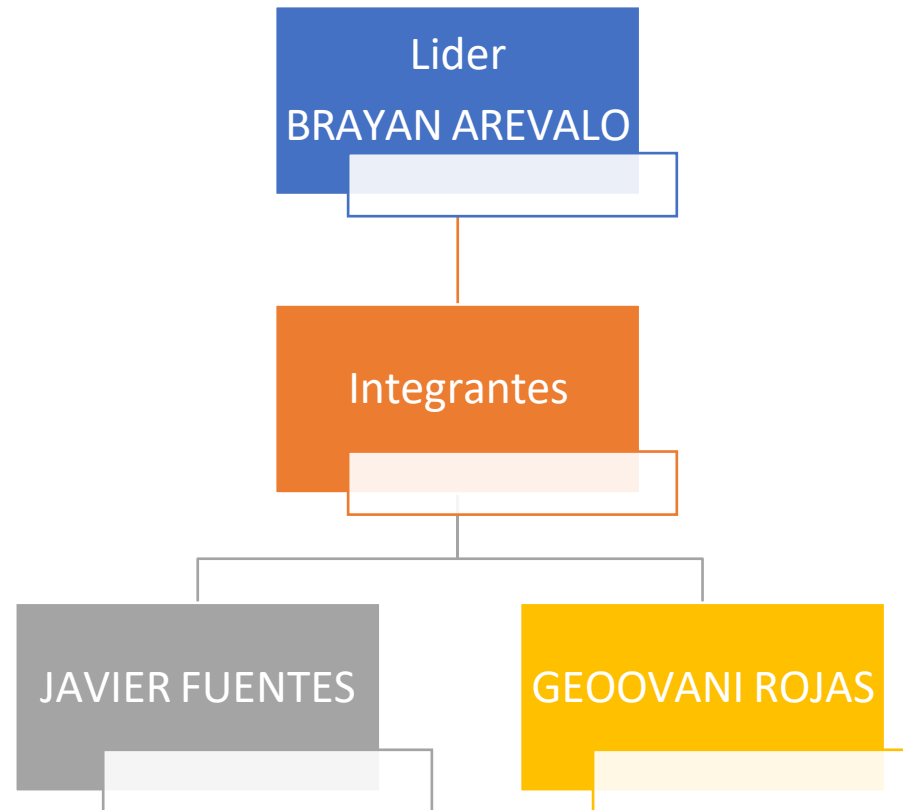 Lider
BRAYAN AREVALO
Integrantes
JAVIER FUENTES
GEOOVANI ROJAS